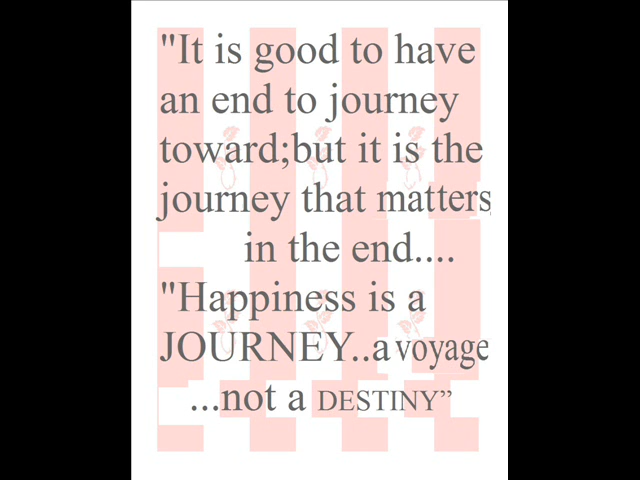 "It is good to have
an end to journey
toward;but it is the
journey that matters
in the end....
"Happiness is a
JOURNEY..a voyage
...not a DESTINY”